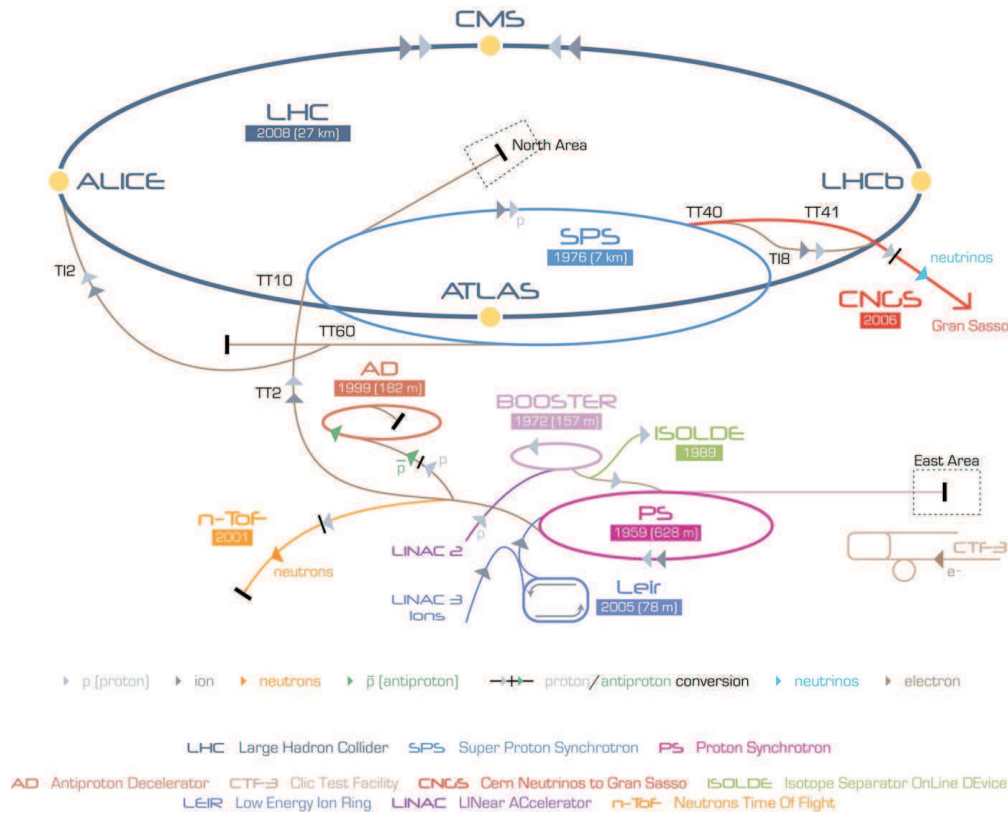 CMS
LHC
2008 (27 km)
North Area
ALICE
LHCb
TT40
TT41
p
SPS
1976 (7 km)
TI8
TI2
TT10
neutrinos
ATLAS
CNGS
2006
Gran Sasso
TT60
AD
1999 (182 m)
TT2
BOOSTER
1972 (157 m)
ISOLDE
1989
p̅
p
East Area
n-ToF
2001
PS
1959 (628 m)
LINAC 2
p
CTF-3
e-
neutrons
Leir
2005 (78 m)
LINAC 3
Ions
p (proton) ion neutrons p̅ (antiproton) proton/antiproton conversion neutrinos electron
LHC Large Hadron Collider SPS Super Proton Synchrotron PS Proton Synchrotron
AD Antiproton Decelerator CTF-3 Clic Test Facility CNGS Cern Neutrinos to Gran Sasso ISOLDE Isotope Separator OnLine DEvice
LEIR Low Energy Ion Ring LINAC LINear ACcelerator n-ToF Neutrons Time Of Flight